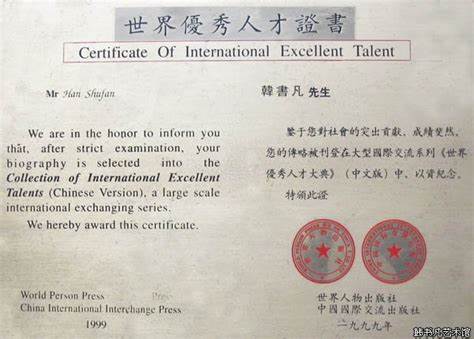 世界優秀人才證書
Certificate Of International Excellent Talent
Mr Han Shufan
We are in the honor to inform you
that, after strict examination, your
biography is selected into the
Collection of International Excellent
Talents (Chinese Version), a large scale
international exchanging series.
We hereby award this certificate.
World Person Press Press
China International Interchange Press
1999
韓書凡 先生
鑒于您對社會的突出貢獻、成績斐然,
您的傳略被刊登在大型國際交流系列《世界
優秀人才大典》(中文版)中、以資紀念。
特頒此證
世界人物出版社
中國國際交流出版社
一九九九年
韩书凡艺术馆